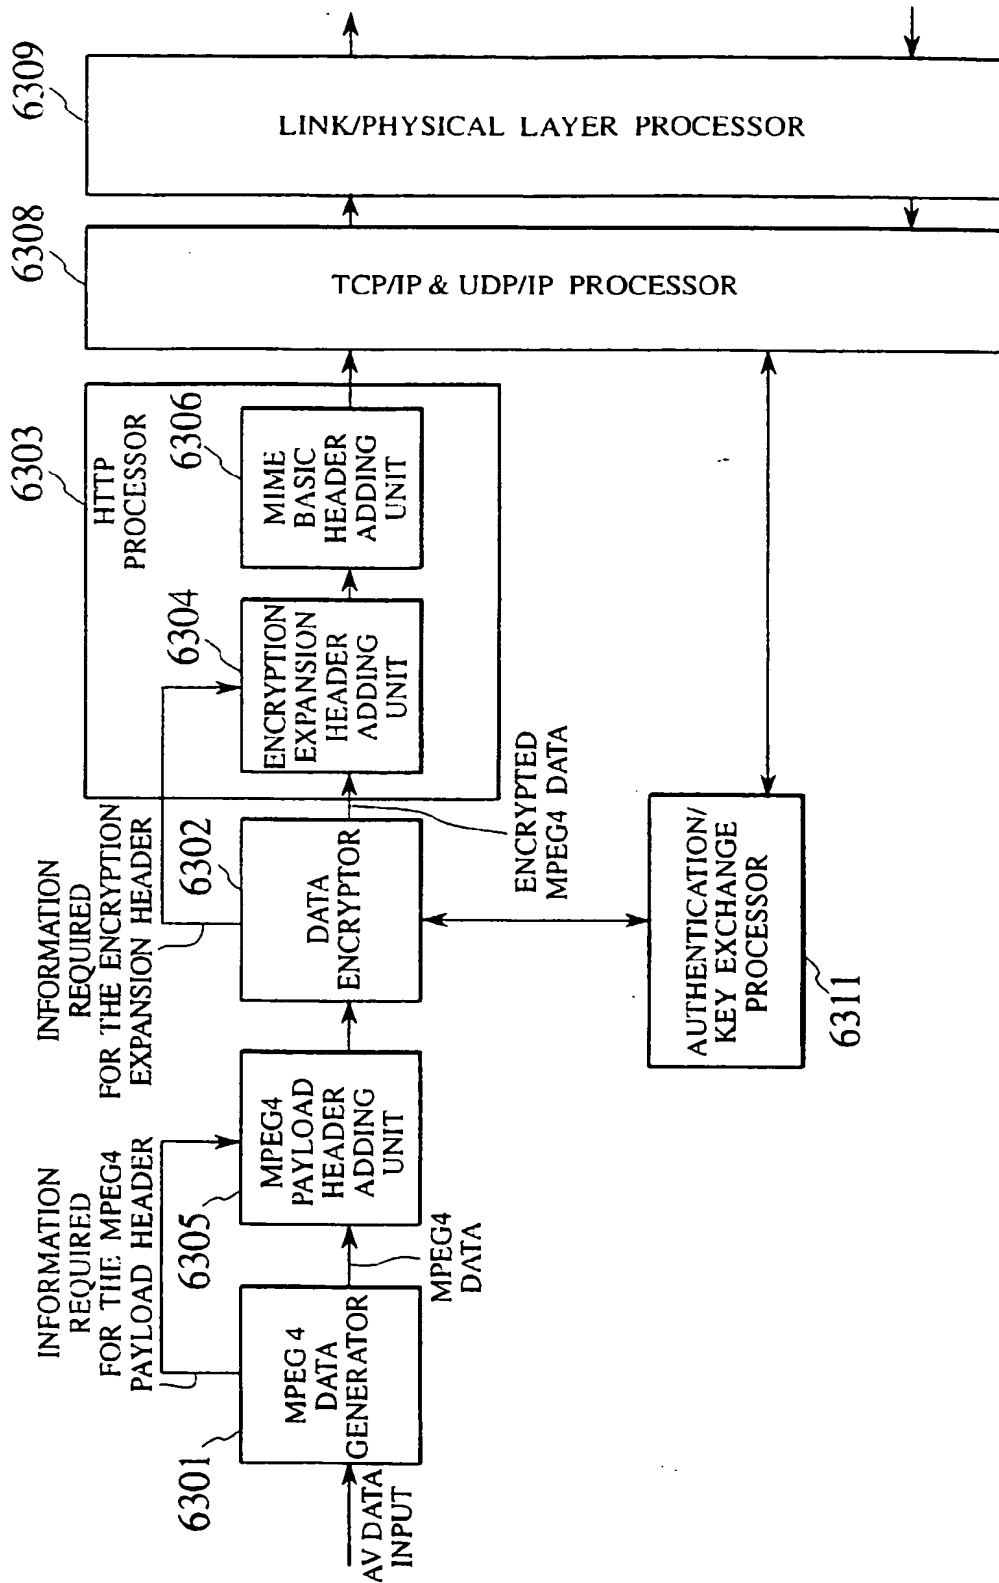 6309
LINK/PHYSICAL LAYER PROCESSOR
6308
TCP/IP & UDP/IP PROCESSOR
6303
HTTP
PROCESSOR
6306
MIME
BASIC
HEADER
ADDING
UNIT
6304
ENCRYPTION
EXPANSION
HEADER
ADDING
UNIT
INFORMATION
REQUIRED
FOR THE ENCRYPTION
EXPANSION HEADER
6302
DATA
ENCRYPTOR
ENCRYPTED
MPEG4 DATA
AUTHENTICATION/
KEY EXCHANGE
PROCESSOR
6311
INFORMATION
REQUIRED
FOR THE MPEG4
PAYLOAD HEADER
6305
MPEG4
PAYLOAD
HEADER
ADDING
UNIT
MPEG4
DATA
6301
MPEG 4
DATA
GENERATOR
AV DATA
INPUT